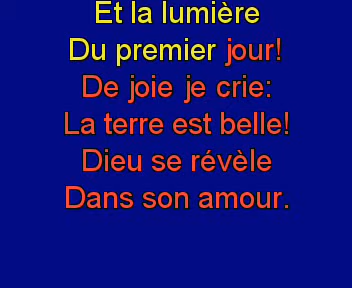 Et la lumière
Du premier jour!
De joie je crie:
La terre est belle!
Dieu se révèle
Dans son amour.